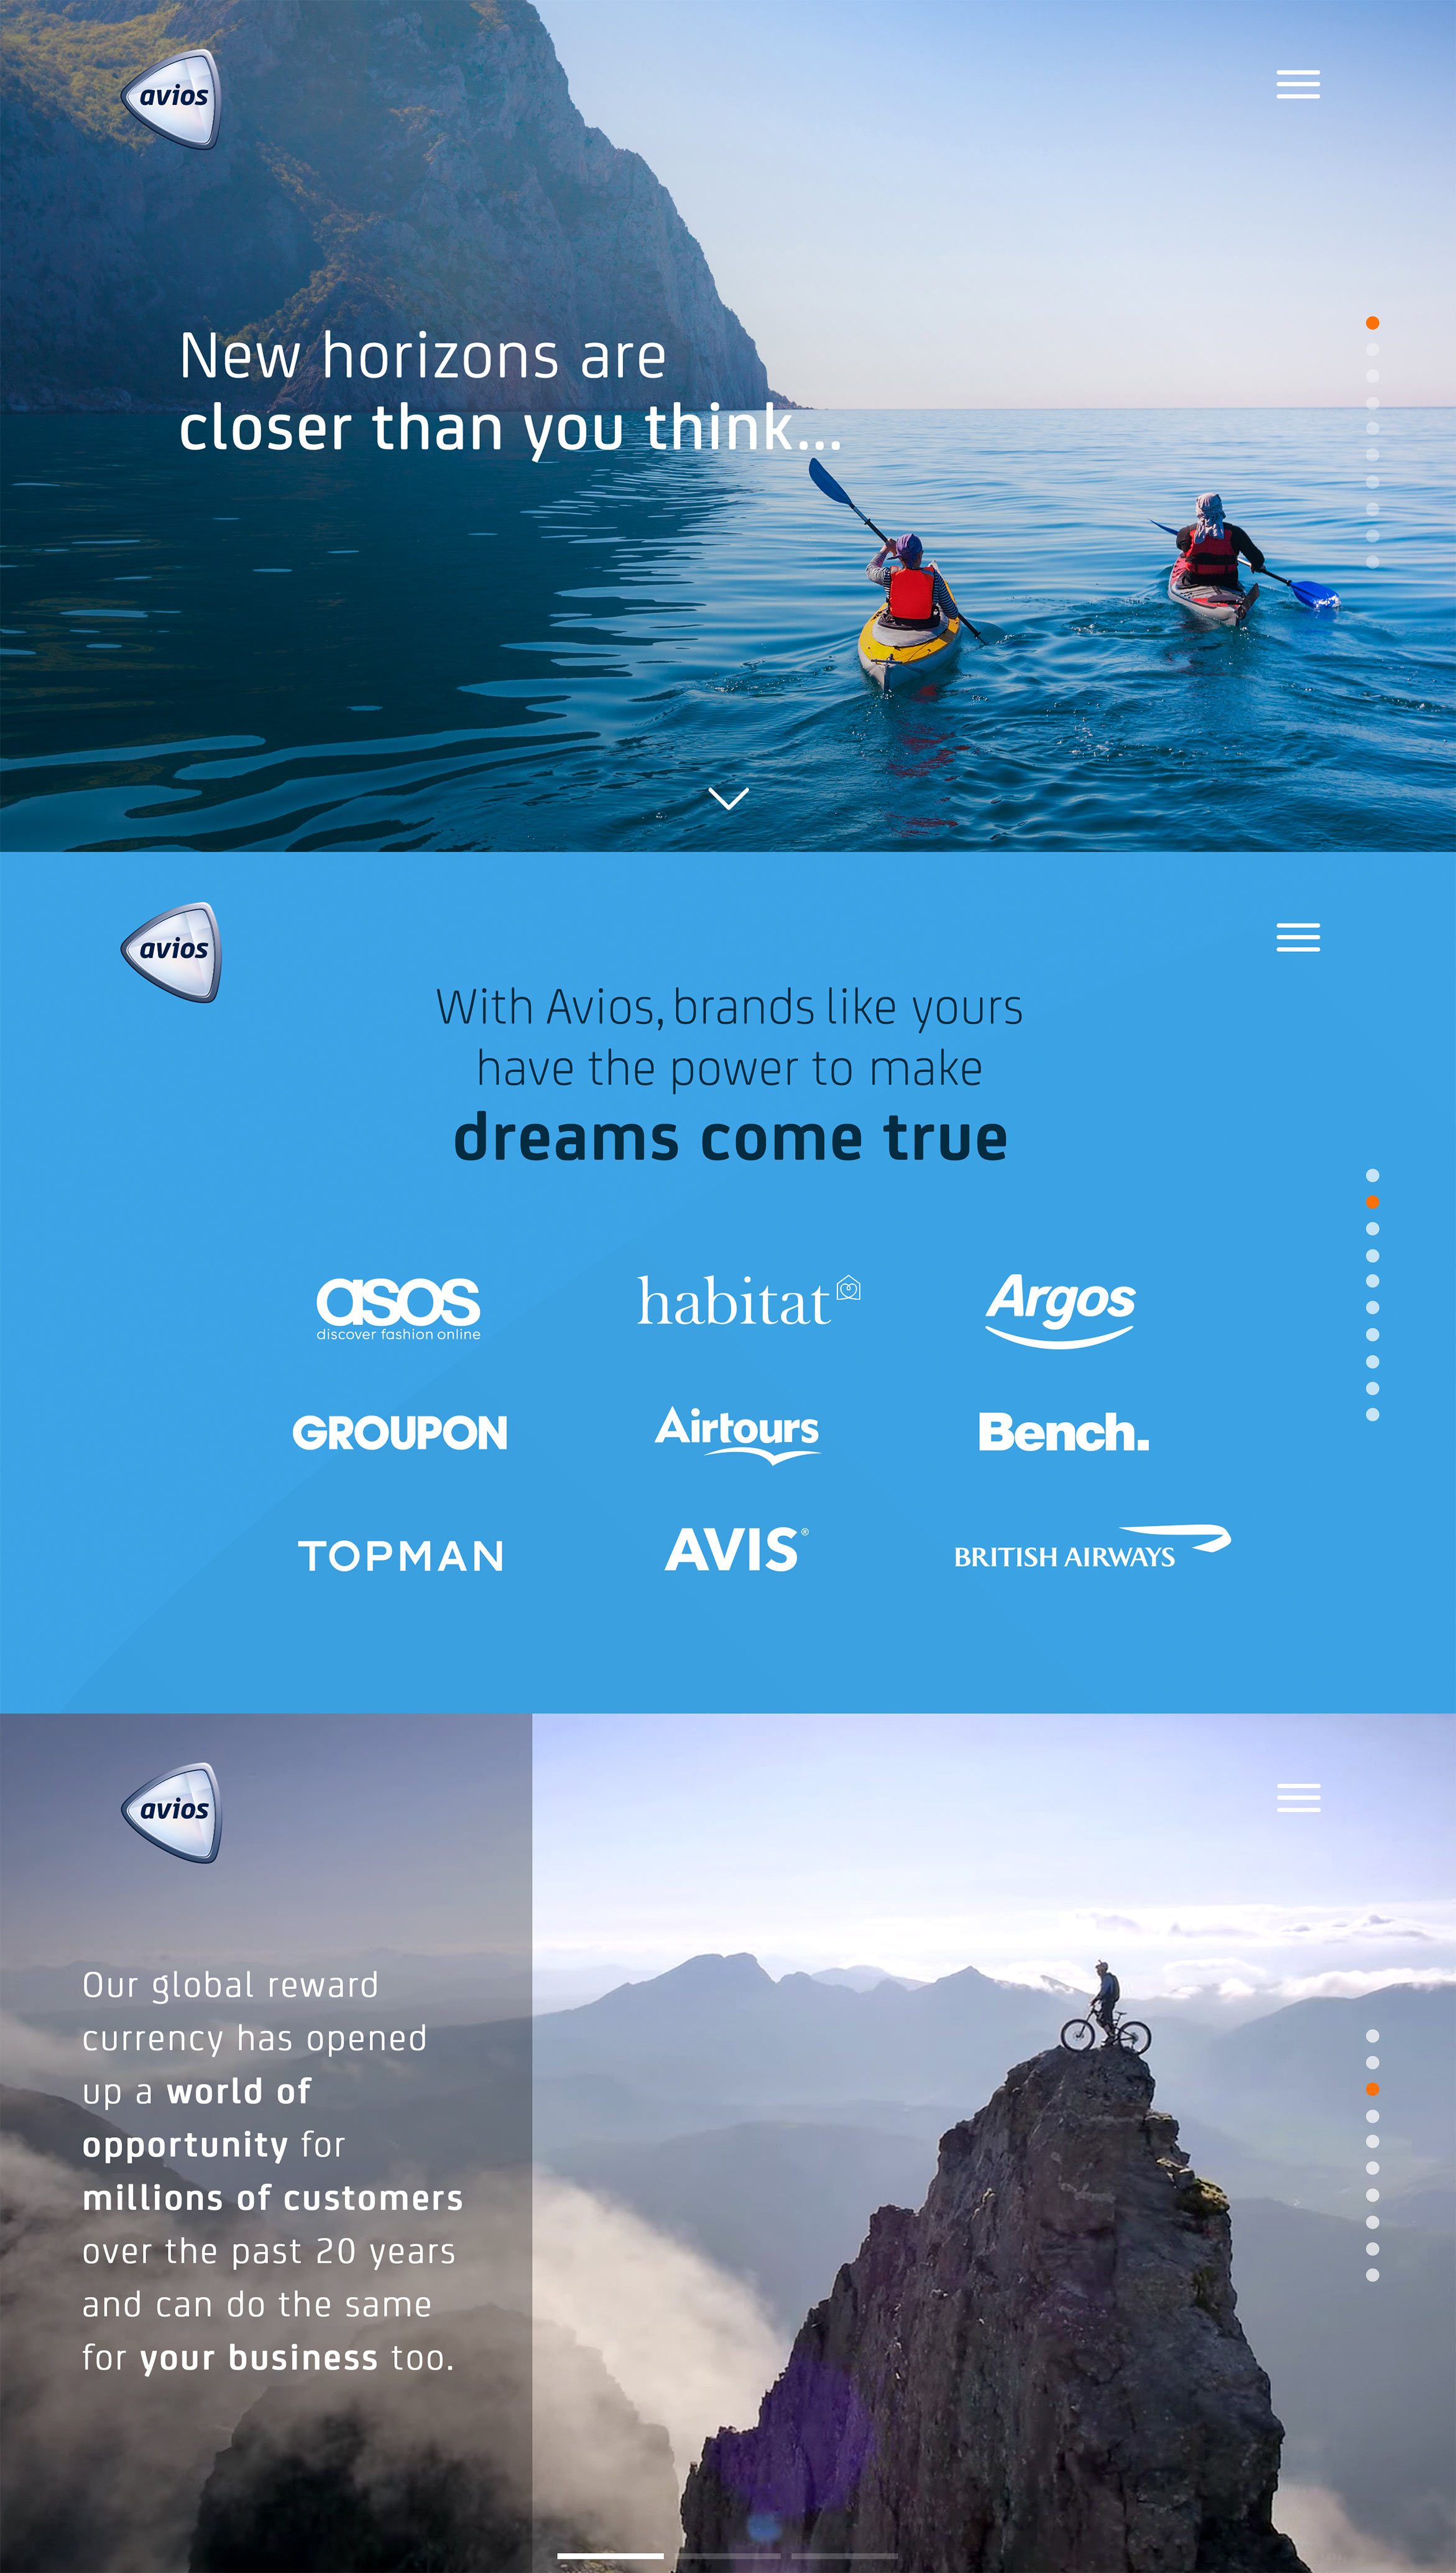 avios
New horizons are
closer than you think...
avios
With Avios, brands like yours
have the power to make
dreams come true
asos
discover fashion online
habitat
Argos
GROUPON
Airtours
Bench.
TOPMAN
AVIS®
BRITISH AIRWAYS
avios
Our global reward
currency has opened
up a world of
opportunity for
millions of customers
over the past 20 years
and can do the same
for your business too.